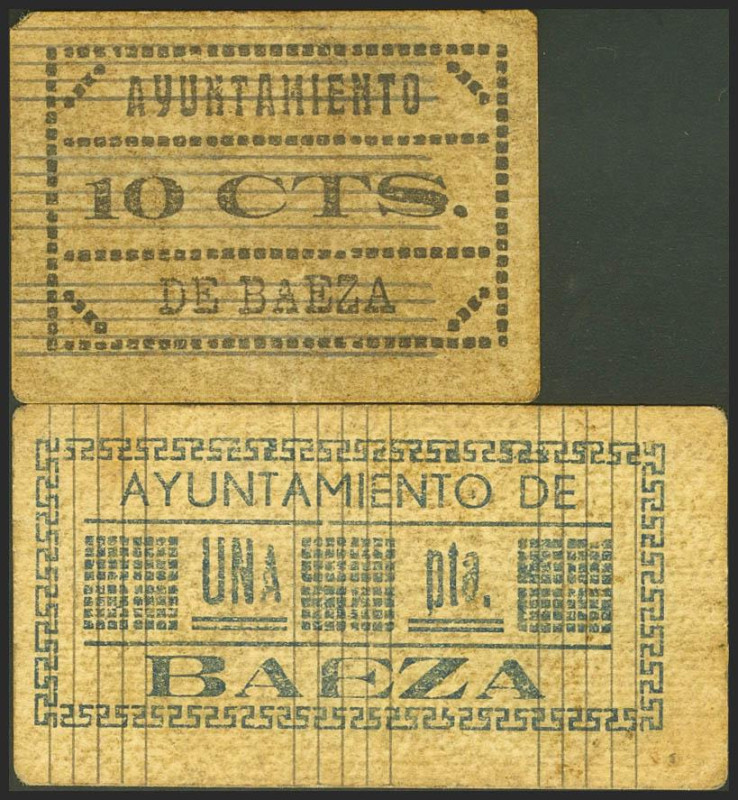 AYUNTAMIENTO
10 CTS.
DE BAEZA
AYUNTAMIENTO DE
UNA pta.
BAEZA